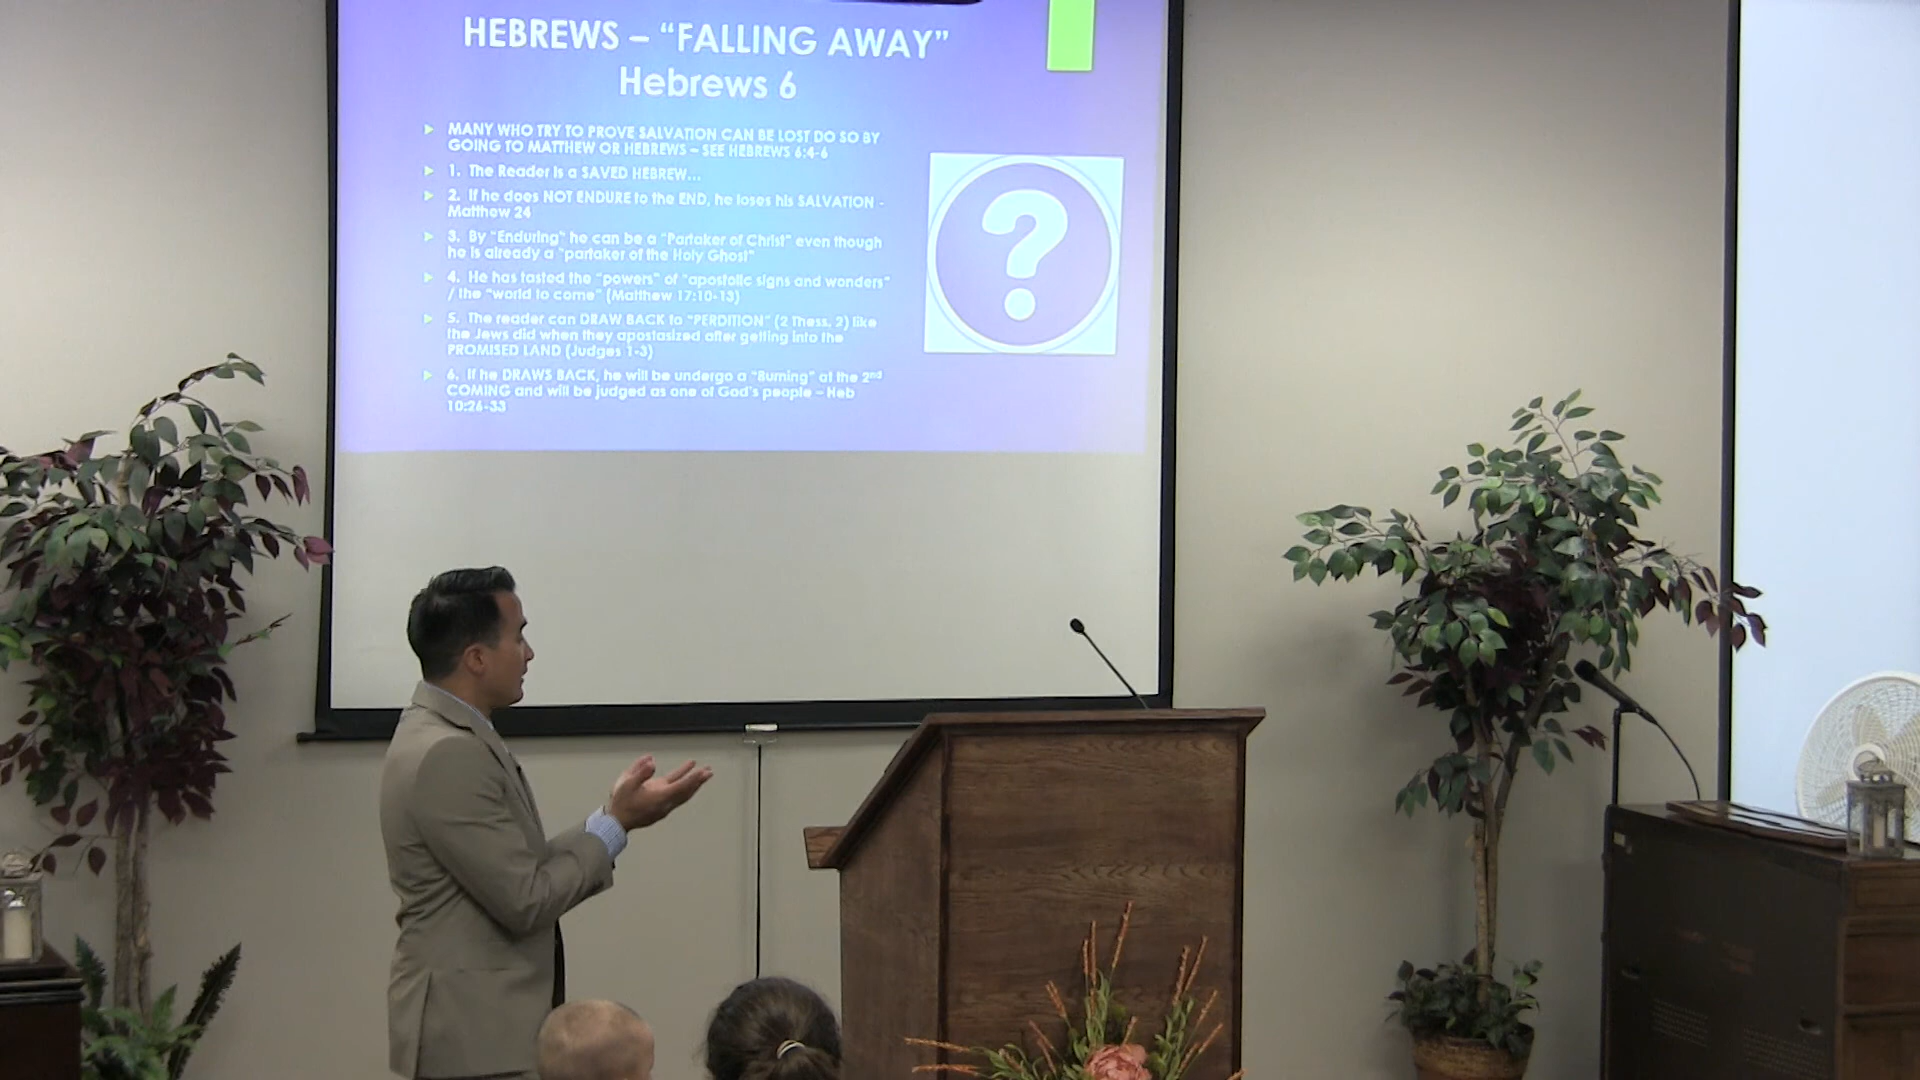 HEBREWS – “FALLING AWAY”
Hebrews 6
MANY WHO TRY TO PROVE SALVATION CAN BE LOST DO SO BY
GOING TO MATTHEW OR HEBREWS – SEE HEBREWS 6:4-6
1. The Reader is a SAVED HEBREW...
2. If he does NOT ENDURE to the END, he loses his SALVATION -
Matthew 24
3. By “Enduring” he can be a “Partaker of Christ” even though
he is already a “partaker of the Holy Ghost”
4. He has tasted the “powers” of “apostolic signs and wonders”
/ the “world to come” (Matthew 17:10-13)
5. The reader can DRAW BACK to “PERDITION” (2 Thess. 2) like
the Jews did when they apostasized after getting into the
PROMISED LAND (Judges 1-3)
6. If he DRAWS BACK, he will be undergo a “Burning” at the 2nd
COMING and will be judged as one of God's people – Heb
10:26-33
?